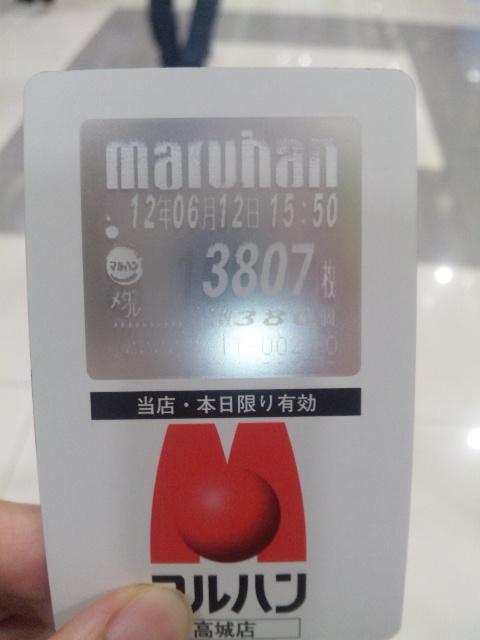 maruhan
12年06月12日 15:50
マルハン
3807枚
メダル
当店・本日限り有効
マルハン
高城店